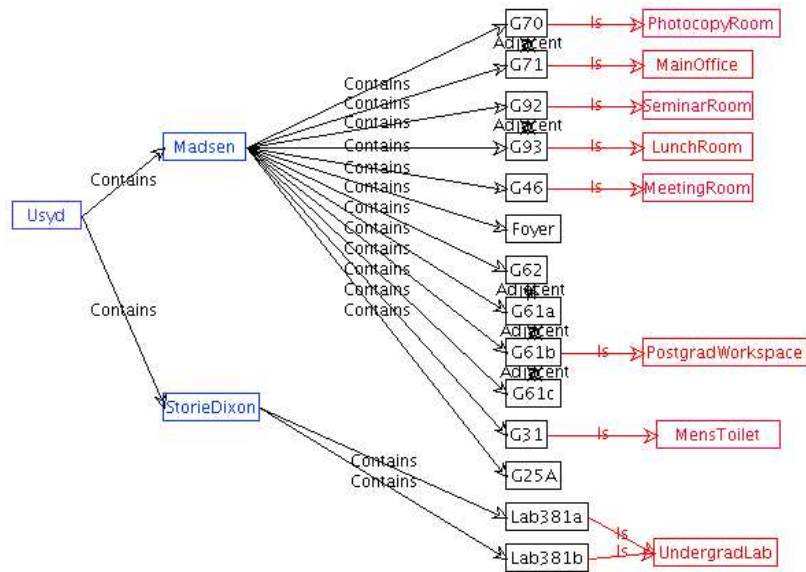 G70 Is PhotocopyRoom
Adjacent
G71 Is MainOffice
Contains
Contains
G92 Is SeminarRoom
Contains
Adjacent
Madsen Contains G93 Is LunchRoom
Contains
Contains G46 Is MeetingRoom
Contains
Usyd
Contains Foyer
Contains
Contains G62
Contains
Adjacent
Contains Contains G61a
Adjacent
G61b Is PostgradWorkspace
Adjacent
G61c
StorieDixon
G31 Is MensToilet
Contains
Contains G25A
Lab381a Is
Lab381b Is UndergradLab